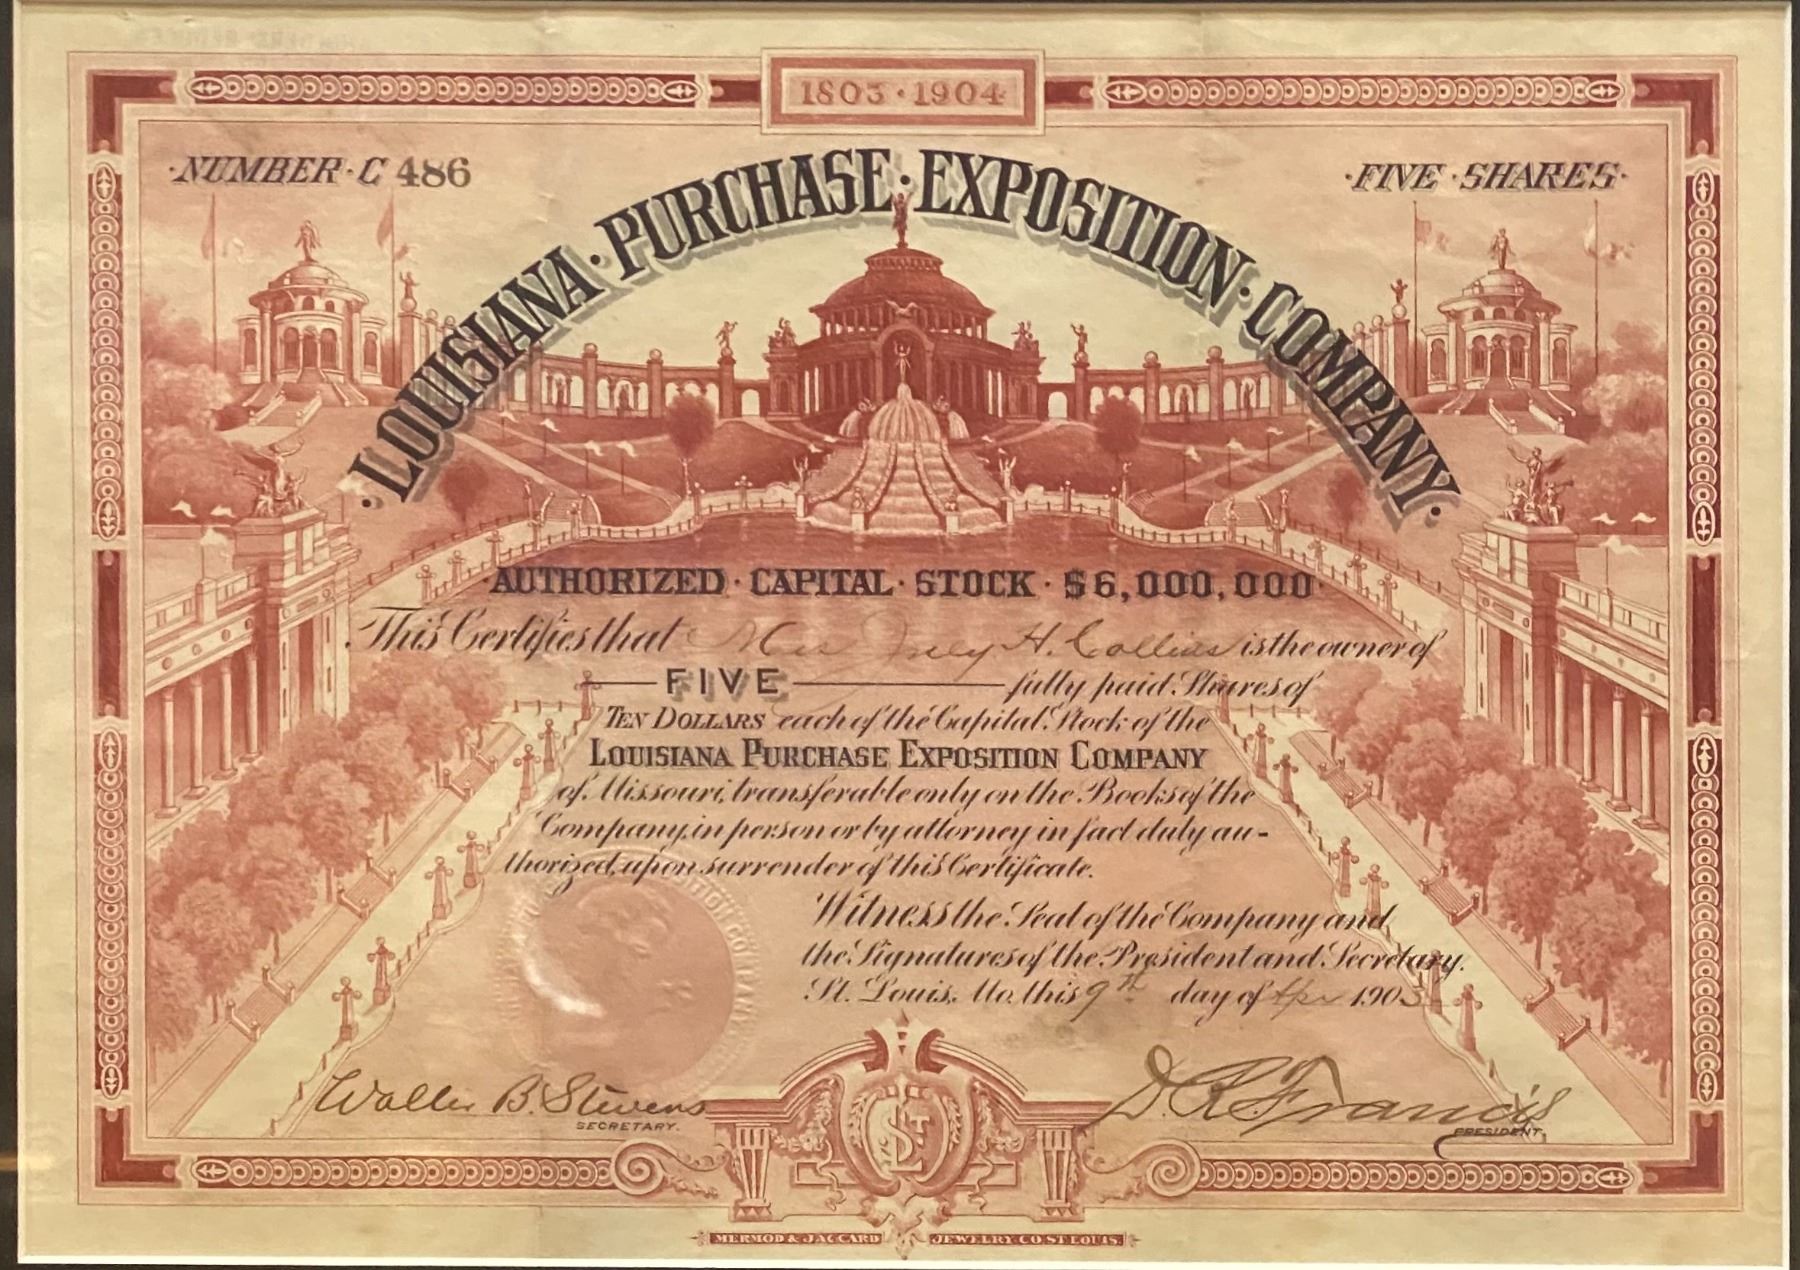 1803 · 1904
· NUMBER · C 486
· FIVE · SHARES ·
· LOUISIANA · PURCHASE · EXPOSITION · COMPANY ·
· AUTHORIZED · CAPITAL · STOCK · $6,000,000 ·
This Certifies that H. Collins is the owner of
FIVE fully paid Shares of
TEN DOLLARS each of the Capital Stock of the
LOUISIANA PURCHASE EXPOSITION COMPANY
of Missouri, transferable only on the Books of the
Company, in person or by attorney in fact duly au-
thorized, upon surrender of this Certificate.
Witness the Seal of the Company and
the Signatures of the President and Secretary.
St. Louis, Mo, this 9th day of Apr 1903
Walter B. Stevens
SECRETARY.
D. R. Francis
PRESIDENT,
MERMOD & JACCARD JEWELRY CO ST LOUIS.